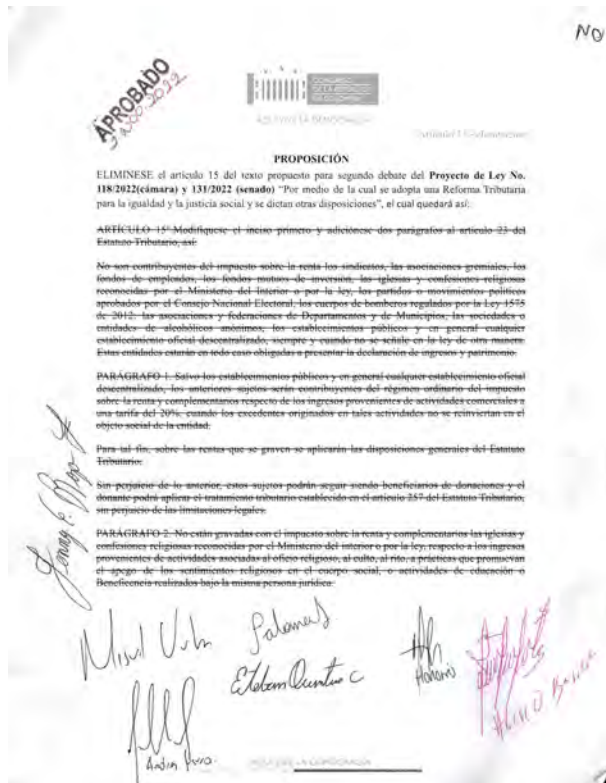 NO
APROBADO
CONGRESO
AQUÍ VIVE LA DEMOCRACIA
PROPOSICIÓN
ELIMINESE el artículo 15 del texto propuesto para segundo debate del Proyecto de Ley No.
118/2022(cámara) y 131/2022 (senado) “Por medio de la cual se adopta una Reforma Tributaria
para la igualdad y la justicia social y se dictan otras disposiciones”, el cual quedará así:
ARTÍCULO 15º Modifíquese el inciso primero y adiciónese dos parágrafos al artículo 23 del
Estatuto Tributario, así:
No son contribuyentes del impuesto sobre la renta los sindicatos, las asociaciones gremiales, los
fondos de empleados, los fondos mutuos de inversión, las iglesias y confesiones religiosas
reconocidas por el Ministerio del Interior o por la ley, los partidos o movimientos políticos
aprobados por el Consejo Nacional Electoral, los cuerpos de bomberos regulados por la Ley 1575
de 2012; las asociaciones y federaciones de Departamentos y de Municipios, las sociedades o
entidades de alcohólicos anónimos, los establecimientos públicos y en general cualquier
establecimiento oficial descentralizado, siempre y cuando no se señale en la ley de otra manera.
Estas entidades estarán en todo caso obligadas a presentar la declaración de ingresos y patrimonio.
PARÁGRAFO 1. Salvo los establecimientos públicos y en general cualquier establecimiento oficial
descentralizado, los anteriores sujetos serán contribuyentes del régimen ordinario del impuesto
sobre la renta y complementarios respecto de los ingresos provenientes de actividades comerciales a
una tarifa del 20%, cuando los excedentes originados en tales actividades no se reinviertan en el
objeto social de la entidad.
Para tal fin, sobre las rentas que se graven se aplicarán las disposiciones generales del Estatuto
Tributario.
Sin perjuicio de lo anterior, estos sujetos podrán seguir siendo beneficiarios de donaciones y el
donante podrá aplicar el tratamiento tributario establecido en el artículo 257 del Estatuto Tributario,
sin perjuicio de las limitaciones legales.
PARÁGRAFO 2. No están gravadas con el impuesto sobre la renta y complementarios las iglesias y
confesiones religiosas reconocidas por el Ministerio del interior o por la ley, respecto a los ingresos
provenientes de actividades asociadas al oficio religioso, al culto, al rito, a prácticas que promuevan
el apego de los sentimientos religiosos en el cuerpo social, o actividades de educación o
Beneficencia realizados bajo la misma persona jurídica.
Esteban Quintero C
Honorio
AQUÍ VIVE LA DEMOCRACIA